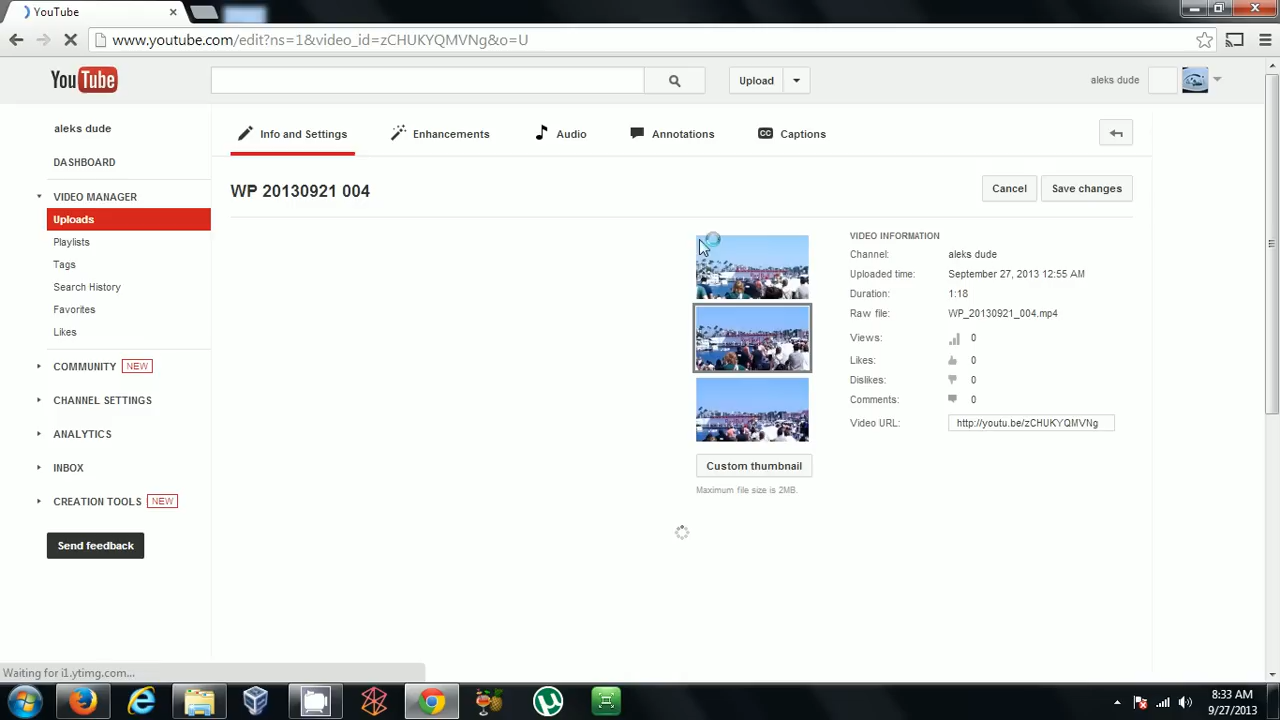 YouTube
www.youtube.com/edit?ns=1&video_id=zCHUKYQMVNg&o=U
YouTube
Upload
aleks dude
aleks dude
Info and Settings
Enhancements
Audio
Annotations
CC Captions
DASHBOARD
WP 20130921 004
Cancel
Save changes
VIDEO MANAGER
Uploads
Playlists
Tags
Search History
Favorites
Likes
COMMUNITY NEW
CHANNEL SETTINGS
ANALYTICS
INBOX
CREATION TOOLS NEW
Send feedback
Custom thumbnail
Maximum file size is 2MB.
VIDEO INFORMATION
Channel: aleks dude
Uploaded time: September 27, 2013 12:55 AM
Duration: 1:18
Raw file: WP_20130921_004.mp4
Views: 0
Likes: 0
Dislikes: 0
Comments: 0
Video URL: http://youtu.be/zCHUKYQMVNg
Waiting for i1.ytimg.com...
8:33 AM
9/27/2013